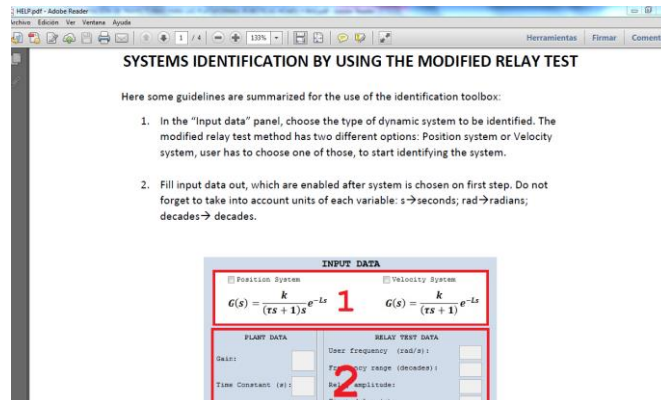 HELP.pdf - Adobe Reader
Archivo Edición Ver Ventana Ayuda
1 / 4 133% Herramientas Firmar Coment
SYSTEMS IDENTIFICATION BY USING THE MODIFIED RELAY TEST
Here some guidelines are summarized for the use of the identification toolbox:
1. In the “Input data” panel, choose the type of dynamic system to be identified. The
modified relay test method has two different options: Position system or Velocity
system, user has to choose one of those, to start identifying the system.
2. Fill input data out, which are enabled after system is chosen on first step. Do not
forget to take into account units of each variable: s→seconds; rad→radians;
decades→ decades.
INPUT DATA
Position System Velocity System
G(s) = k / (τs + 1)s e^-Ls 1 G(s) = k / (τs + 1) e^-Ls
PLANT DATA RELAY TEST DATA
Gain: User frequency (rad/s):
Frequency range (decades):
Time Constant (s): 2 Relay amplitude: